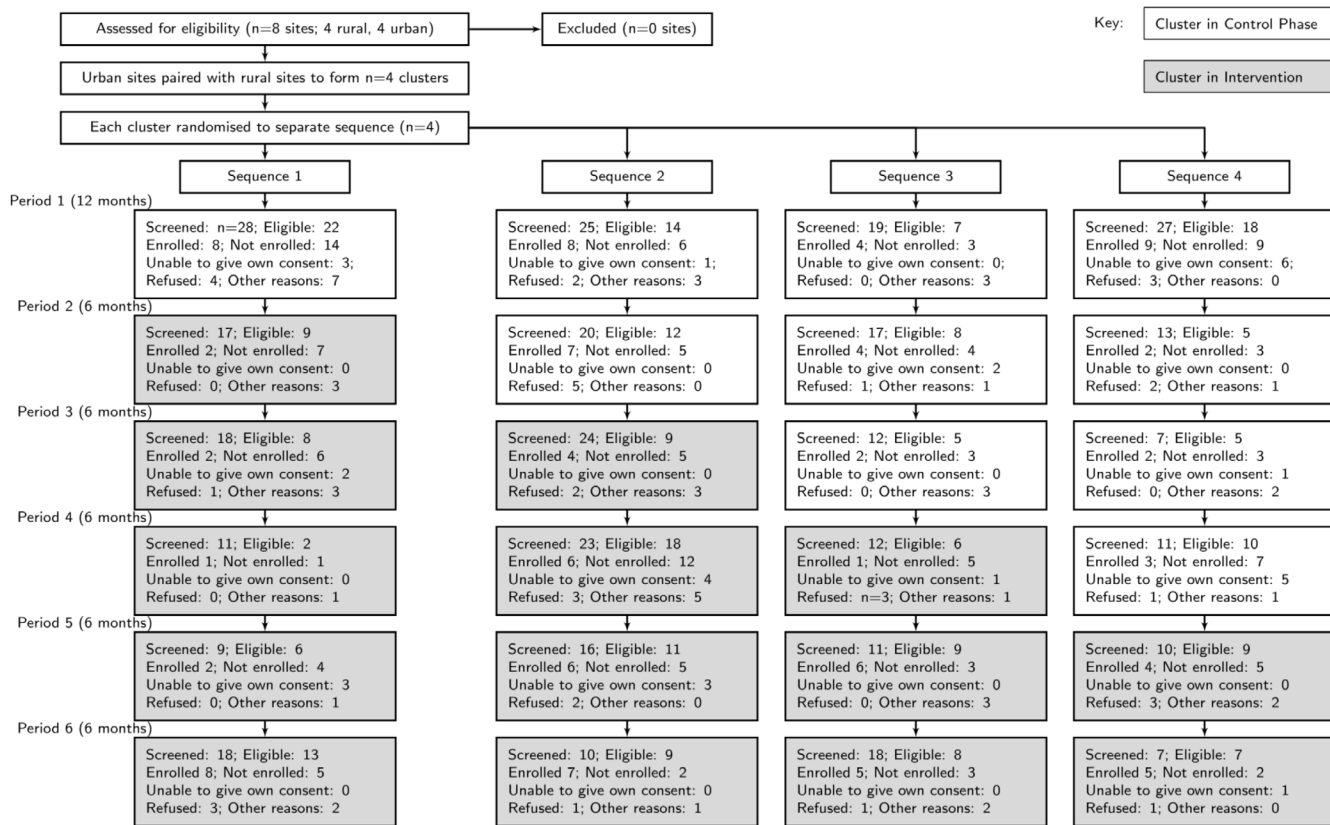 Assessed for eligibility (n=8 sites; 4 rural, 4 urban)
Excluded (n=0 sites)
Key:
Cluster in Control Phase
Urban sites paired with rural sites to form n=4 clusters
Cluster in Intervention
Each cluster randomised to separate sequence (n=4)
Sequence 1
Sequence 2
Sequence 3
Sequence 4
Period 1 (12 months)
Screened: n=28; Eligible: 22
Enrolled: 8; Not enrolled: 14
Unable to give own consent: 3;
Refused: 4; Other reasons: 7
Screened: 25; Eligible: 14
Enrolled 8; Not enrolled: 6
Unable to give own consent: 1;
Refused: 2; Other reasons: 3
Screened: 19; Eligible: 7
Enrolled 4; Not enrolled: 3
Unable to give own consent: 0;
Refused: 0; Other reasons: 3
Screened: 27; Eligible: 18
Enrolled 9; Not enrolled: 9
Unable to give own consent: 6;
Refused: 3; Other reasons: 0
Period 2 (6 months)
Screened: 17; Eligible: 9
Enrolled 2; Not enrolled: 7
Unable to give own consent: 0
Refused: 0; Other reasons: 3
Screened: 20; Eligible: 12
Enrolled 7; Not enrolled: 5
Unable to give own consent: 0
Refused: 5; Other reasons: 0
Screened: 17; Eligible: 8
Enrolled 4; Not enrolled: 4
Unable to give own consent: 2
Refused: 1; Other reasons: 1
Screened: 13; Eligible: 5
Enrolled 2; Not enrolled: 3
Unable to give own consent: 0
Refused: 2; Other reasons: 1
Period 3 (6 months)
Screened: 18; Eligible: 8
Enrolled 2; Not enrolled: 6
Unable to give own consent: 2
Refused: 1; Other reasons: 3
Screened: 24; Eligible: 9
Enrolled 4; Not enrolled: 5
Unable to give own consent: 0
Refused: 2; Other reasons: 3
Screened: 12; Eligible: 5
Enrolled 2; Not enrolled: 3
Unable to give own consent: 0
Refused: 0; Other reasons: 3
Screened: 7; Eligible: 5
Enrolled 2; Not enrolled: 3
Unable to give own consent: 1
Refused: 0; Other reasons: 2
Period 4 (6 months)
Screened: 11; Eligible: 2
Enrolled 1; Not enrolled: 1
Unable to give own consent: 0
Refused: 0; Other reasons: 1
Screened: 23; Eligible: 18
Enrolled 6; Not enrolled: 12
Unable to give own consent: 4
Refused: 3; Other reasons: 5
Screened: 12; Eligible: 6
Enrolled 1; Not enrolled: 5
Unable to give own consent: 1
Refused: n=3; Other reasons: 1
Screened: 11; Eligible: 10
Enrolled 3; Not enrolled: 7
Unable to give own consent: 5
Refused: 1; Other reasons: 1
Period 5 (6 months)
Screened: 9; Eligible: 6
Enrolled 2; Not enrolled: 4
Unable to give own consent: 3
Refused: 0; Other reasons: 1
Screened: 16; Eligible: 11
Enrolled 6; Not enrolled: 5
Unable to give own consent: 3
Refused: 2; Other reasons: 0
Screened: 11; Eligible: 9
Enrolled: 6; Not enrolled: 3
Unable to give own consent: 0
Refused: 0; Other reasons: 3
Screened: 10; Eligible: 9
Enrolled 4; Not enrolled: 5
Unable to give own consent: 0
Refused: 3; Other reasons: 2
Period 6 (6 months)
Screened: 18; Eligible: 13
Enrolled 8; Not enrolled: 5
Unable to give own consent: 0
Refused: 3; Other reasons: 2
Screened: 10; Eligible: 9
Enrolled: 7; Not enrolled: 2
Unable to give own consent: 0
Refused: 1; Other reasons: 1
Screened: 18; Eligible: 8
Enrolled 5; Not enrolled: 3
Unable to give own consent: 0
Refused: 1; Other reasons: 2
Screened: 7; Eligible: 7
Enrolled 5; Not enrolled: 2
Unable to give own consent: 1
Refused: 1; Other reasons: 0